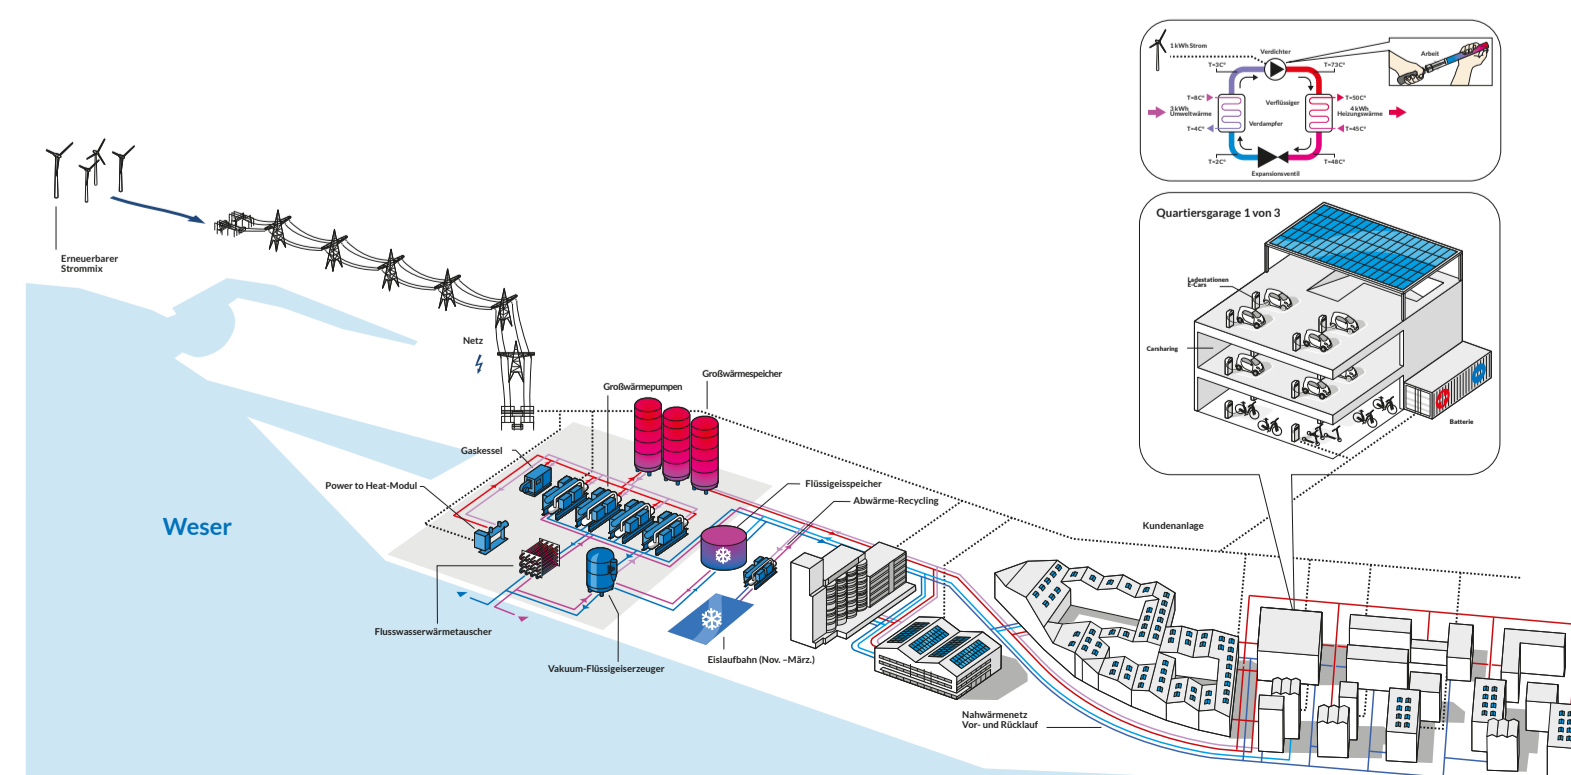 1 kWh Strom
Verdichter
Arbeit
T=3C°
T=73C°
T=8C°
Verflüssiger
T=50C°
3 kWh
Umweltwärme
4 kWh
Heizungswärme
Verdampfer
T=4C°
T=45C°
T=2C°
T=48C°
Expansionsventil
Quartiersgarage 1 von 3
Ladestationen
E-Cars
Carsharing
Batterie
Erneuerbarer
Strommix
Netz
Großwärmespeicher
Großwärmepumpen
Gaskessel
Power to Heat-Modul
Flüssigeisspeicher
Abwärme-Recycling
Kundenanlage
Weser
Flusswasserwärmetauscher
Vakuum-Flüssigeiserzeuger
Eislaufbahn (Nov. –März.)
Nahwärmenetz
Vor- und Rücklauf